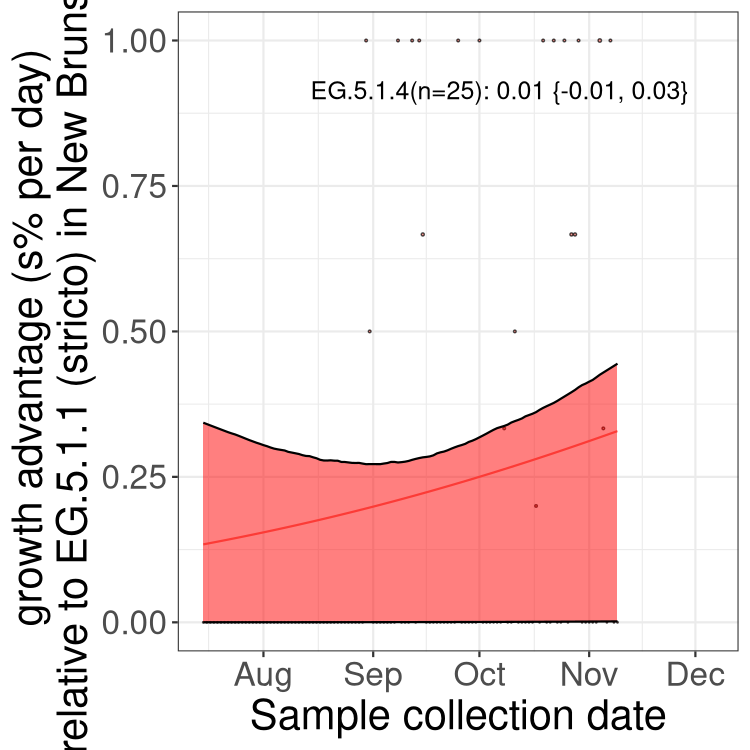 growth advantage (s% per day)
relative to EG.5.1.1 (stricto) in New Bruns
1.00
0.75
0.50
0.25
0.00
EG.5.1.4(n=25): 0.01 {-0.01, 0.03}
Aug Sep Oct Nov Dec
Sample collection date